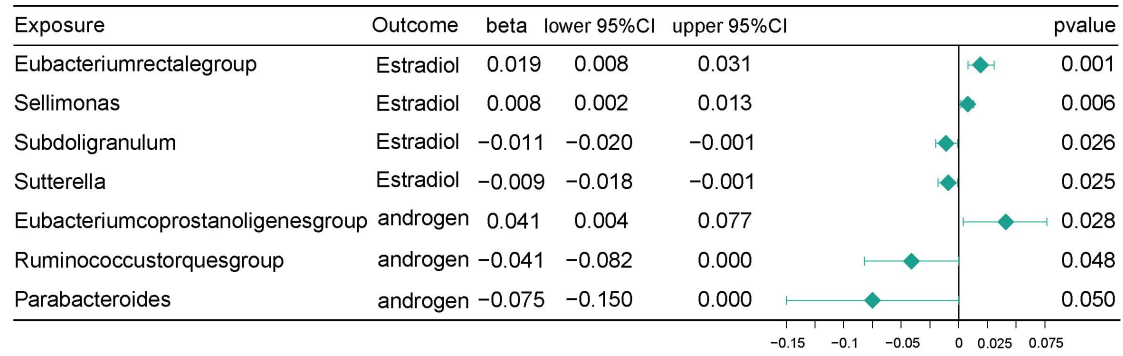 Exposure Outcome beta lower 95%CI upper 95%CI pvalue
Eubacteriumrectalegroup Estradiol 0.019 0.008 0.031 0.001
Sellimonas Estradiol 0.008 0.002 0.013 0.006
Subdoligranulum Estradiol −0.011 −0.020 −0.001 0.026
Sutterella Estradiol −0.009 −0.018 −0.001 0.025
Eubacteriumcoprostanoligenesgroup androgen 0.041 0.004 0.077 0.028
Ruminococcustorquesgroup androgen −0.041 −0.082 0.000 0.048
Parabacteroides androgen −0.075 −0.150 0.000 0.050
−0.15 −0.1 −0.05 0 0.025 0.075